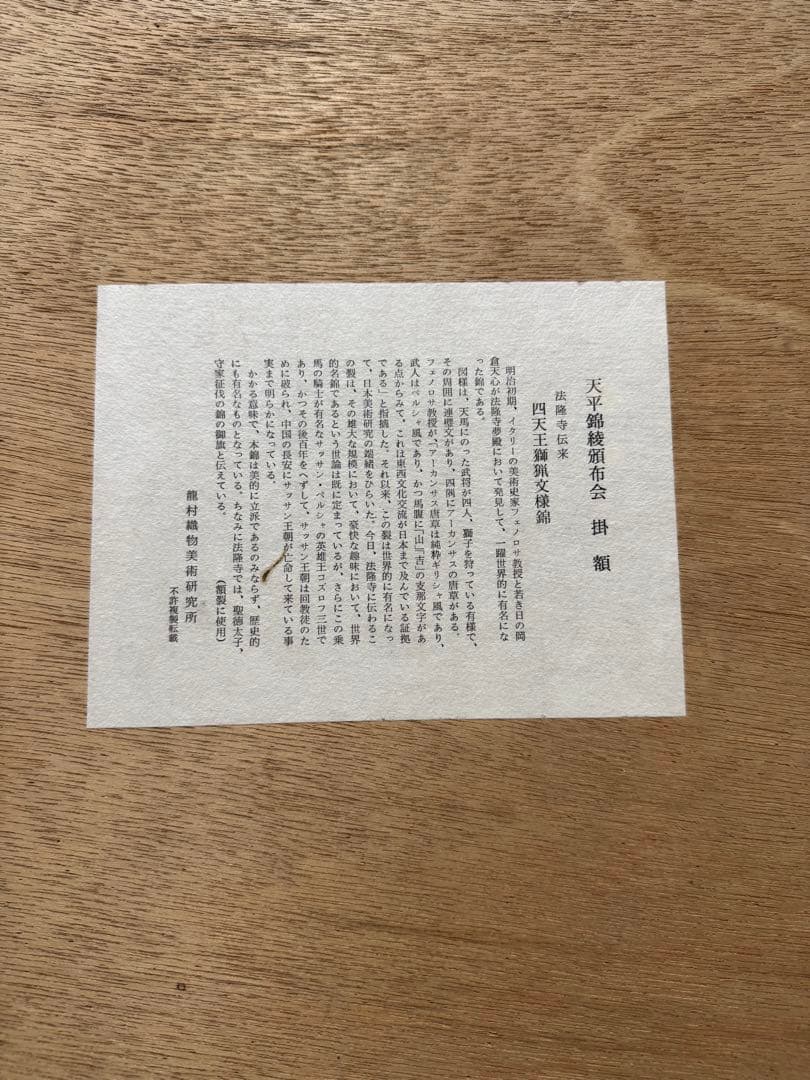 天平錦綾頒布会 掛額
法隆寺伝来
四天王獅猟文様錦
明治初期、イタリーの美術史家フェノロサ教授と若き日の岡
倉天心が法隆寺夢殿において発見して、一躍世界的に有名にな
った錦である。
図様は、天馬にのった武将が四人、獅子を狩っている有様で、
その周囲に連璧文があり、四隅にアーカンサスの唐草がある。
フェノロサ教授が、「アーカンサス唐草は純粋ギリシャ風であり、
武人はペルシャ風であり、かつ馬腹に「山」「吉」の支那文字があ
る点からみて、これは東西文化交流が日本まで及んでいる証拠
である」と指摘した。それ以来、この裂は世界的に有名になっ
て、日本美術研究の端緒をひらいた。今日、法隆寺に伝わるこ
の裂は、その雄大な規模において、豪快な趣味において、世界
的名錦であるという世論は既に定まっているが、さらにこの乗
馬の騎士が有名なサッサン・ペルシャの英雄王コズロフ三世で
あり、かつその後百年をへずして、サッサン王朝は回教徒のた
めに破られ、中国の長安にサッサン王朝が亡命して来ている事
実まで明らかになっている。
かかる意味で、本錦は美的に立派であるのみならず、歴史的
にも有名なものとなっている。ちなみに法隆寺では、聖徳太子、
守家征伐の錦の御旗と伝えている。 (額裂に使用)
龍村織物美術研究所
不許複製転載